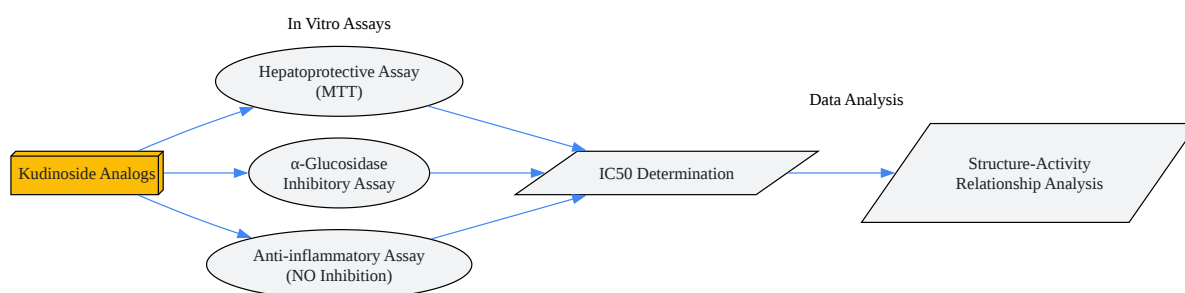 In Vitro Assays
Hepatoprotective Assay
(MTT)
Data Analysis
Kudinoside Analogs
α-Glucosidase
Inhibitory Assay
IC50 Determination
Structure-Activity
Relationship Analysis
Anti-inflammatory Assay
(NO Inhibition)